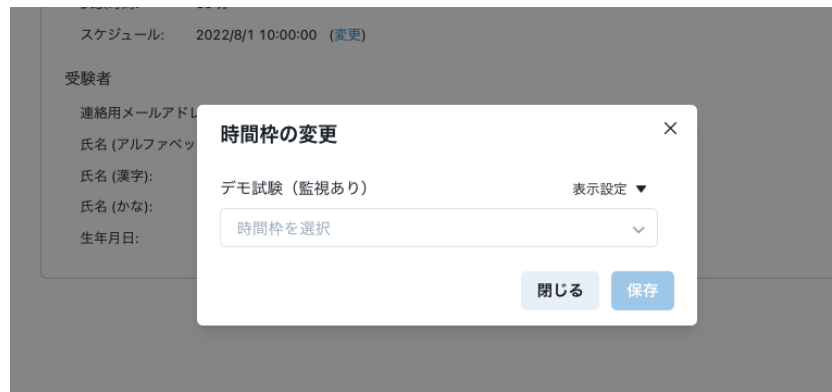 スケジュール: 2022/8/1 10:00:00 (変更)
受験者
連絡用メールアドレ
氏名 (アルファベッ
氏名 (漢字):
氏名 (かな):
生年月日:
時間枠の変更
デモ試験（監視あり） 表示設定 ▼
時間枠を選択
閉じる 保存